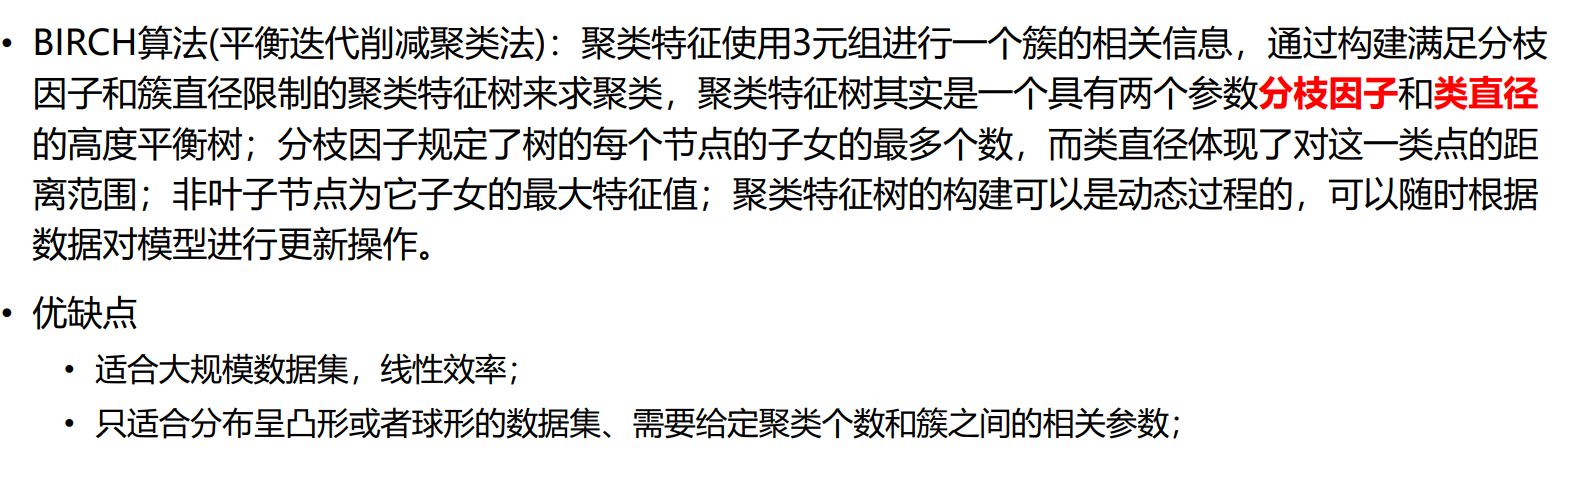 • BIRCH算法(平衡迭代削减聚类法)：聚类特征使用3元组进行一个簇的相关信息，通过构建满足分枝
因子和簇直径限制的聚类特征树来求聚类，聚类特征树其实是一个具有两个参数分枝因子和类直径
的高度平衡树；分枝因子规定了树的每个节点的子女的最多个数，而类直径体现了对这一类点的距
离范围；非叶子节点为它子女的最大特征值；聚类特征树的构建可以是动态过程的，可以随时根据
数据对模型进行更新操作。
• 优缺点
• 适合大规模数据集，线性效率；
• 只适合分布呈凸形或者球形的数据集、需要给定聚类个数和簇之间的相关参数；